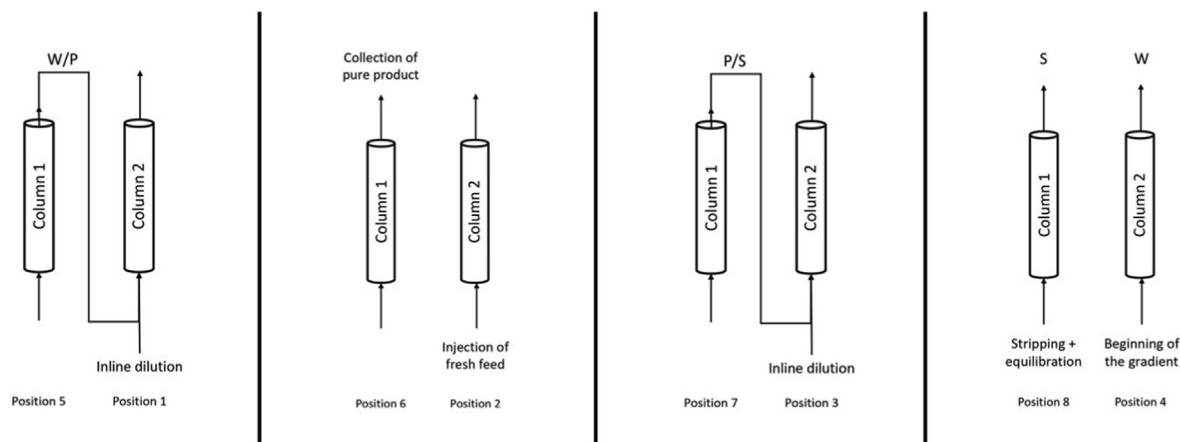 W/P
Column 1
Column 2
Inline dilution
Position 5
Position 1
Collection of
pure product
Column 1
Column 2
Injection of
fresh feed
Position 6
Position 2
P/S
Column 1
Column 2
Inline dilution
Position 7
Position 3
S
W
Column 1
Column 2
Stripping +
equilibration
Beginning of
the gradient
Position 8
Position 4